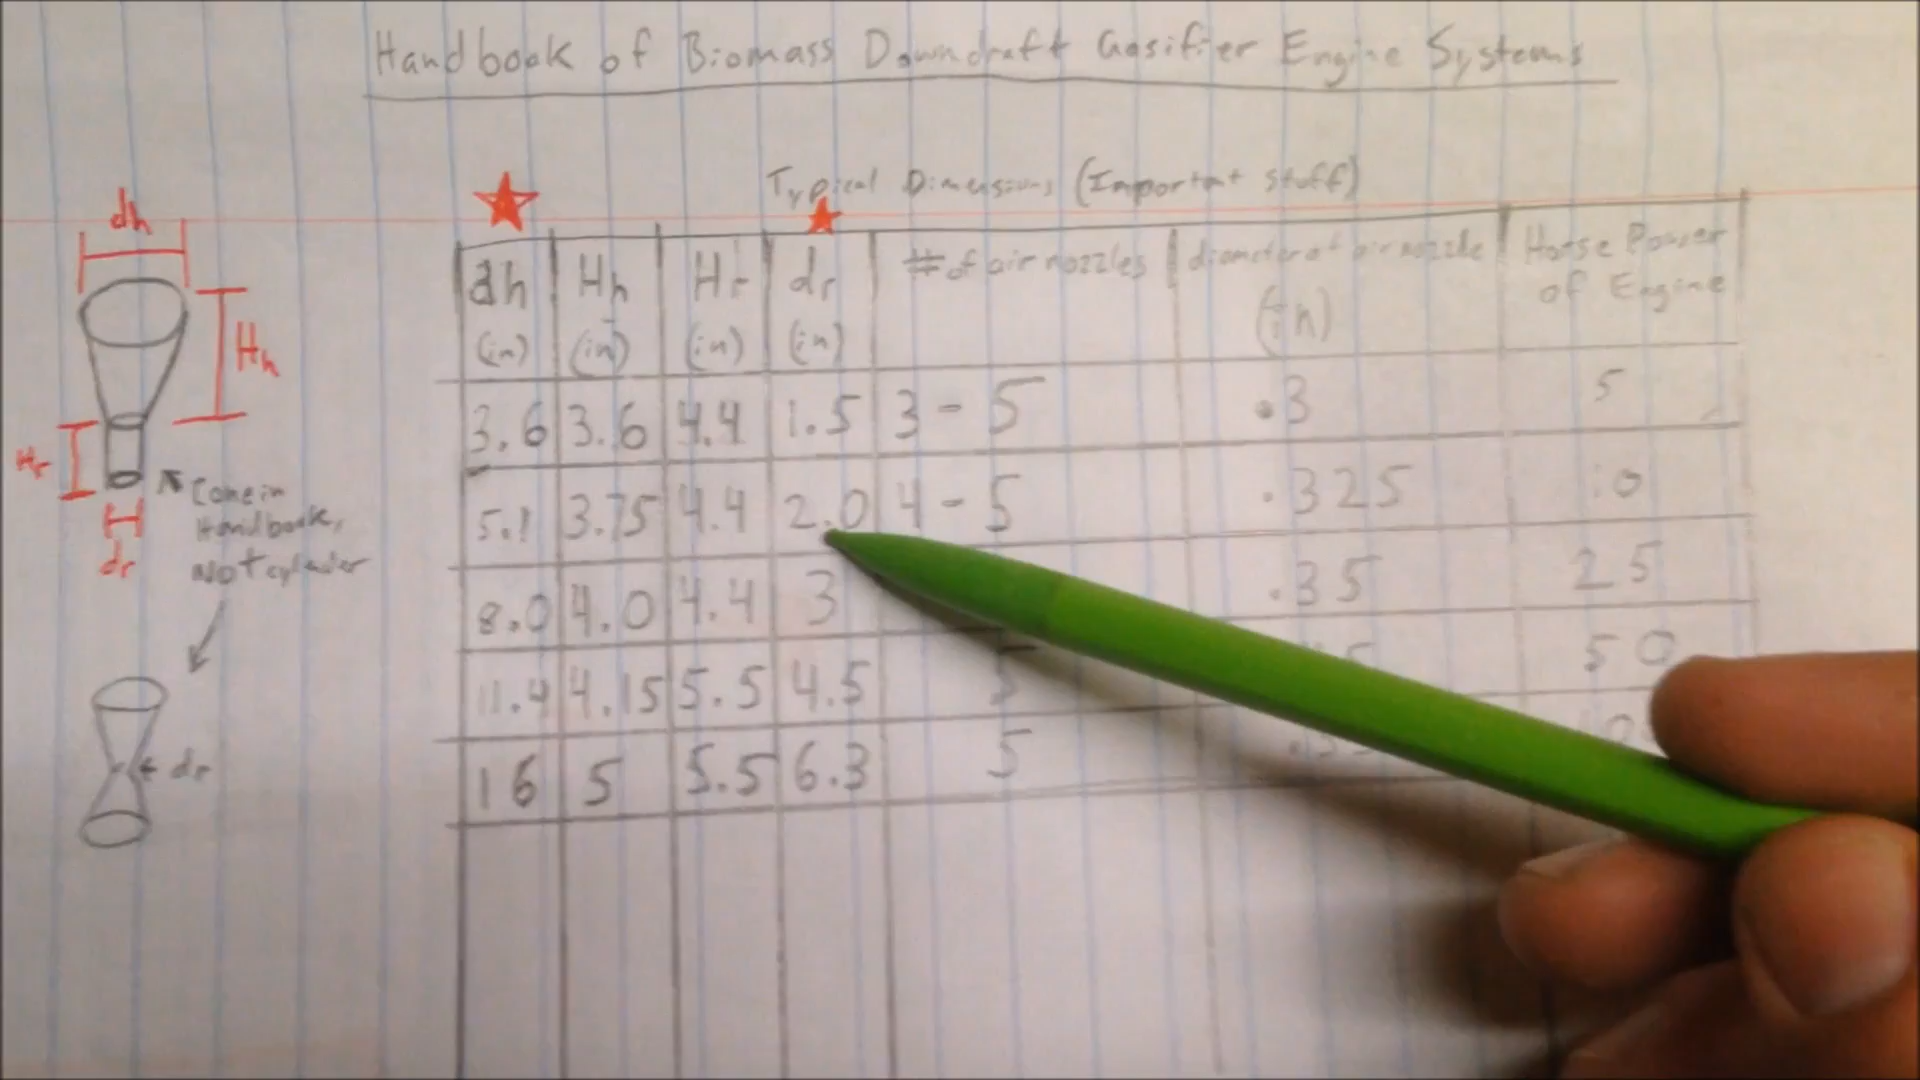 Handbook of Biomass Downdraft Gasifier Engine Systems
Typical Dimensions (Important stuff)
dh
Hh
Hr
dr
Cone in
Handbook,
not cylinder
dr
dh (in) Hh (in) Hr (in) dr (in) # of air nozzles diameter of air nozzle (in) Horse Power of Engine
3.6 3.6 4.4 1.5 3 - 5 .3 5
5.1 3.75 4.4 2.0 4 - 5 .325 10
8.0 4.0 4.4 3 .35 25
11.4 4.15 5.5 4.5 5 50
16 5 5.5 6.3 5